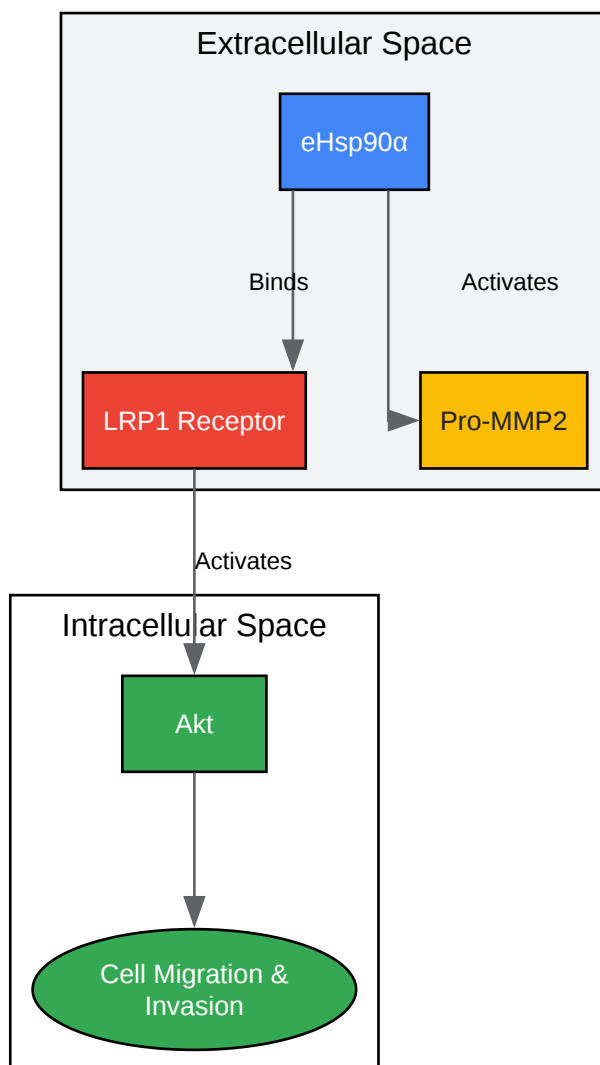 Extracellular Space
eHsp90α
Binds
Activates
LRP1 Receptor
Pro-MMP2
Activates
Intracellular Space
Akt
Cell Migration &
Invasion